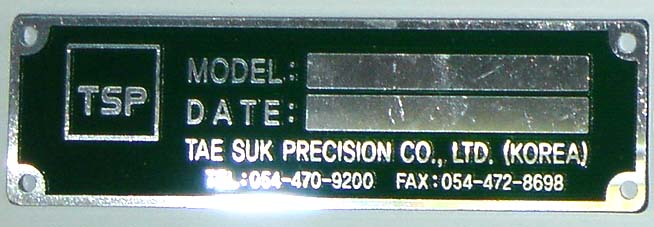 TSP
MODEL:
DATE:
TAE SUK PRECISION CO., LTD. (KOREA)
TEL:054-470-9200 FAX:054-472-8698